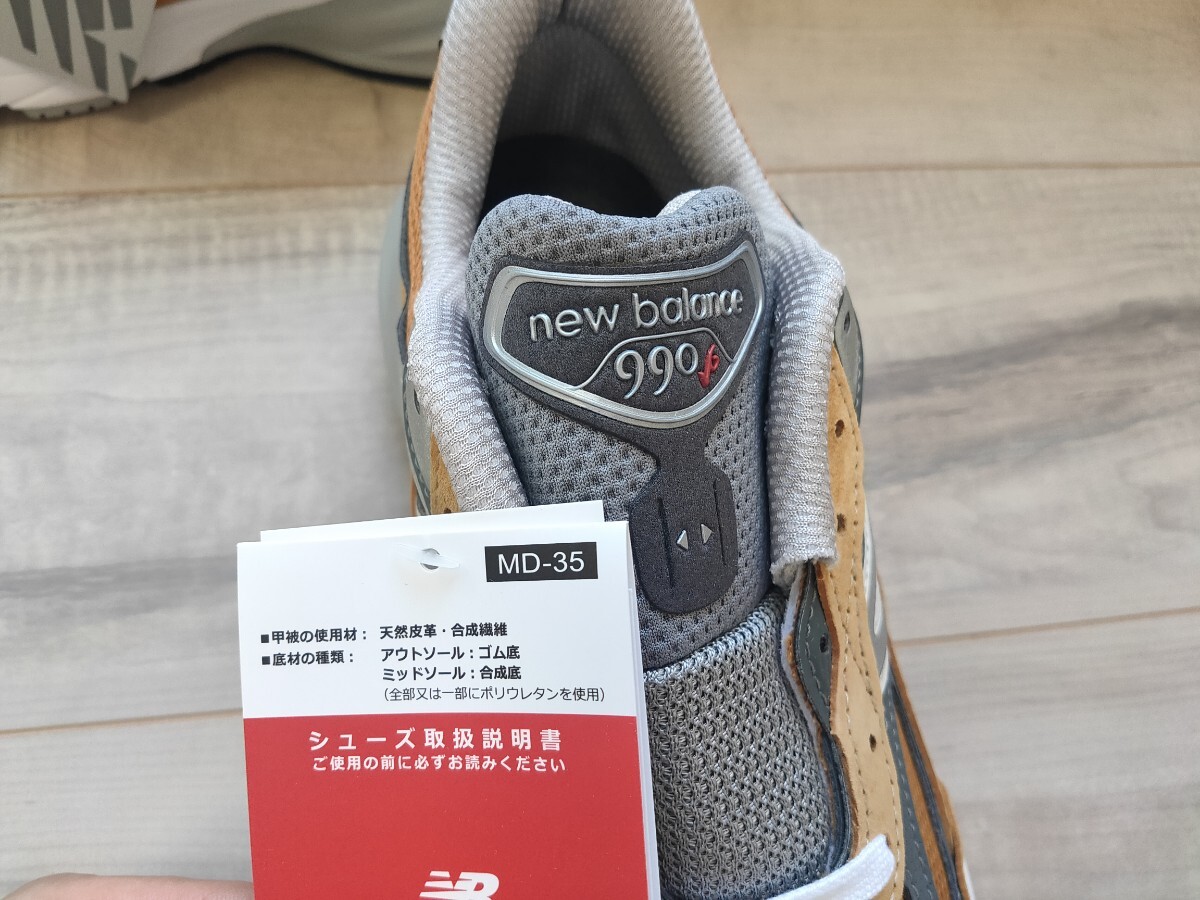 new balance
990v6
MD-35
■甲被の使用材： 天然皮革・合成繊維
■底材の種類： アウトソール：ゴム底
ミッドソール：合成底
（全部又は一部にポリウレタンを使用）
シューズ取扱説明書
ご使用の前に必ずお読みください
NB